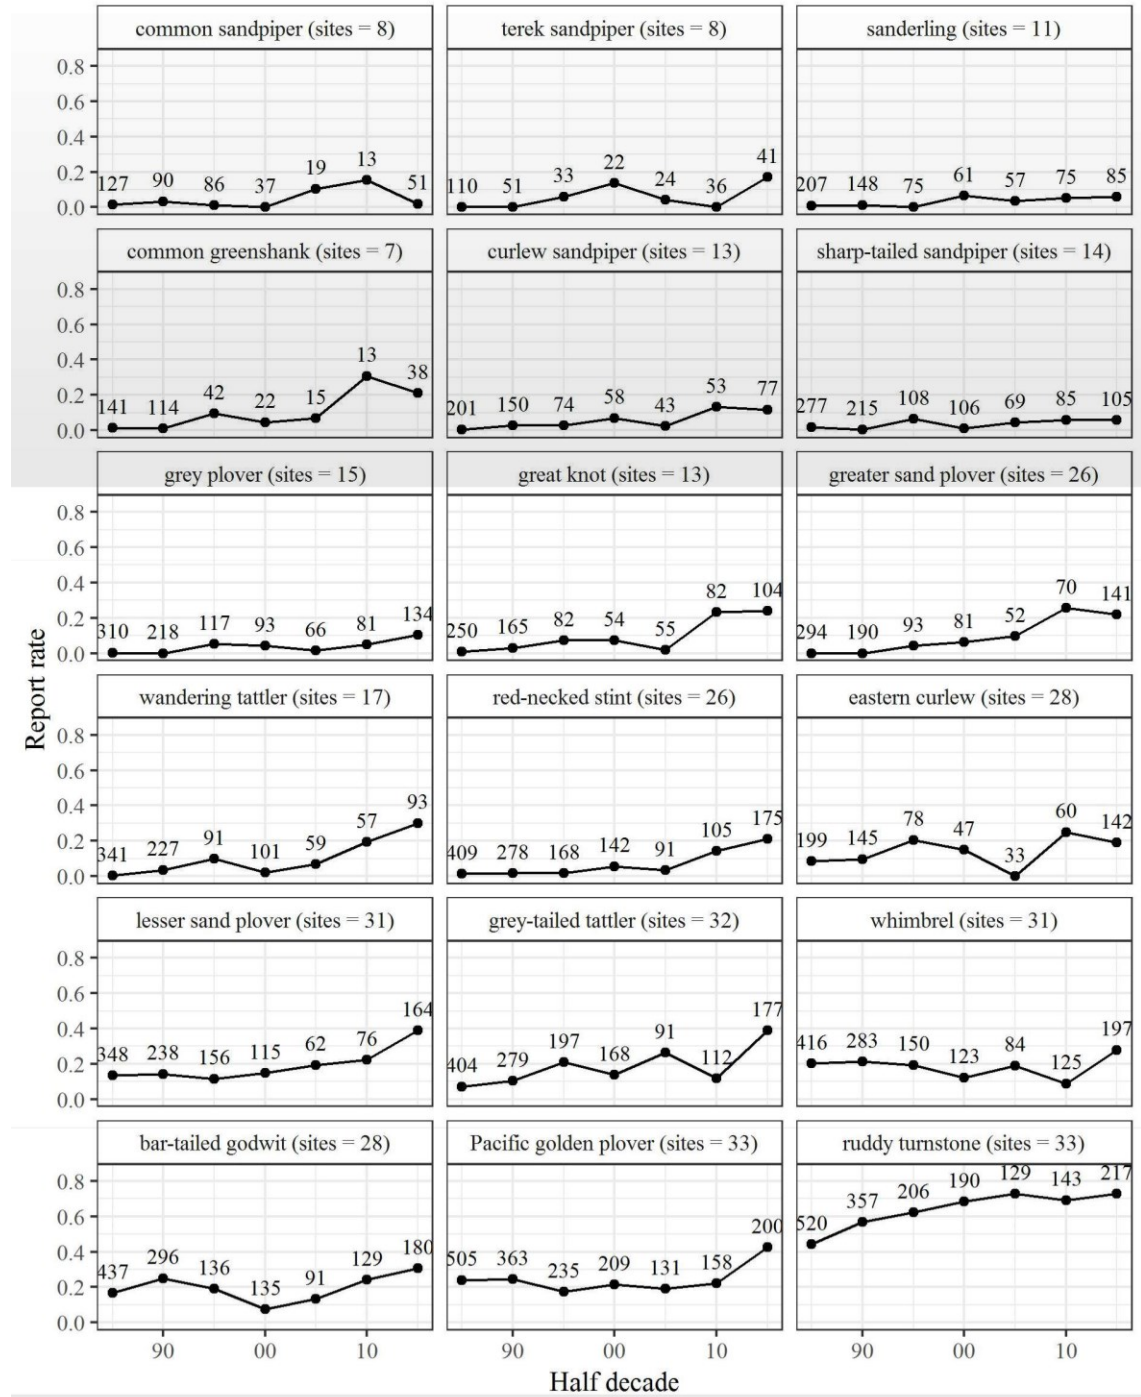 common sandpiper (sites = 8)
terek sandpiper (sites = 8)
sanderling (sites = 11)
0.8
0.6
0.4
0.2
0.0
127 90 86 37 19 13 51
110 51 33 22 24 36 41
207 148 75 61 57 75 85
common greenshank (sites = 7)
curlew sandpiper (sites = 13)
sharp-tailed sandpiper (sites = 14)
0.8
0.6
0.4
0.2
0.0
141 114 42 22 15 13 38
201 150 74 58 43 53 77
277 215 108 106 69 85 105
grey plover (sites = 15)
great knot (sites = 13)
greater sand plover (sites = 26)
0.8
0.6
0.4
0.2
0.0
310 218 117 93 66 81 134
250 165 82 54 55 82 104
294 190 93 81 52 70 141
Report rate
wandering tattler (sites = 17)
red-necked stint (sites = 26)
eastern curlew (sites = 28)
0.8
0.6
0.4
0.2
0.0
341 227 91 101 59 57 93
409 278 168 142 91 105 175
199 145 78 47 33 60 142
lesser sand plover (sites = 31)
grey-tailed tattler (sites = 32)
whimbrel (sites = 31)
0.8
0.6
0.4
0.2
0.0
348 238 156 115 62 76 164
404 279 197 168 91 112 177
416 283 150 123 84 125 197
bar-tailed godwit (sites = 28)
Pacific golden plover (sites = 33)
ruddy turnstone (sites = 33)
0.8
0.6
0.4
0.2
0.0
437 296 136 135 91 129 180
505 363 235 209 131 158 200
520 357 206 190 129 143 217
90 00 10
90 00 10
90 00 10
Half decade